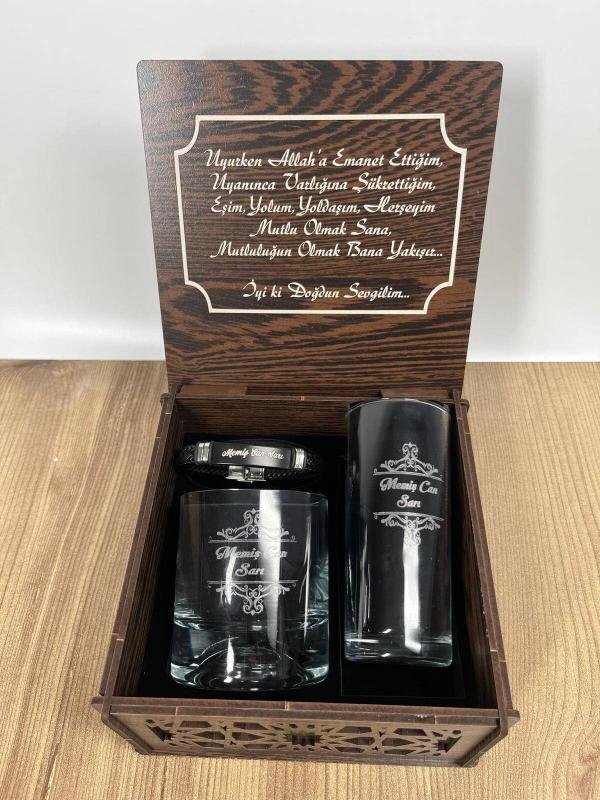 Uyurken Allah'a Emanet Ettiğim,
Uyanınca Varlığına Şükrettiğim,
Eşim, Yolum, Yoldaşım, Herşeyim
Mutlu Olmak Sana,
Mutluluğun Olmak Bana Yakışır...
İyi ki Doğdun Sevgilim...
Memiş Can Sarı
Memiş Can
Sarı
Memiş Can
Sarı